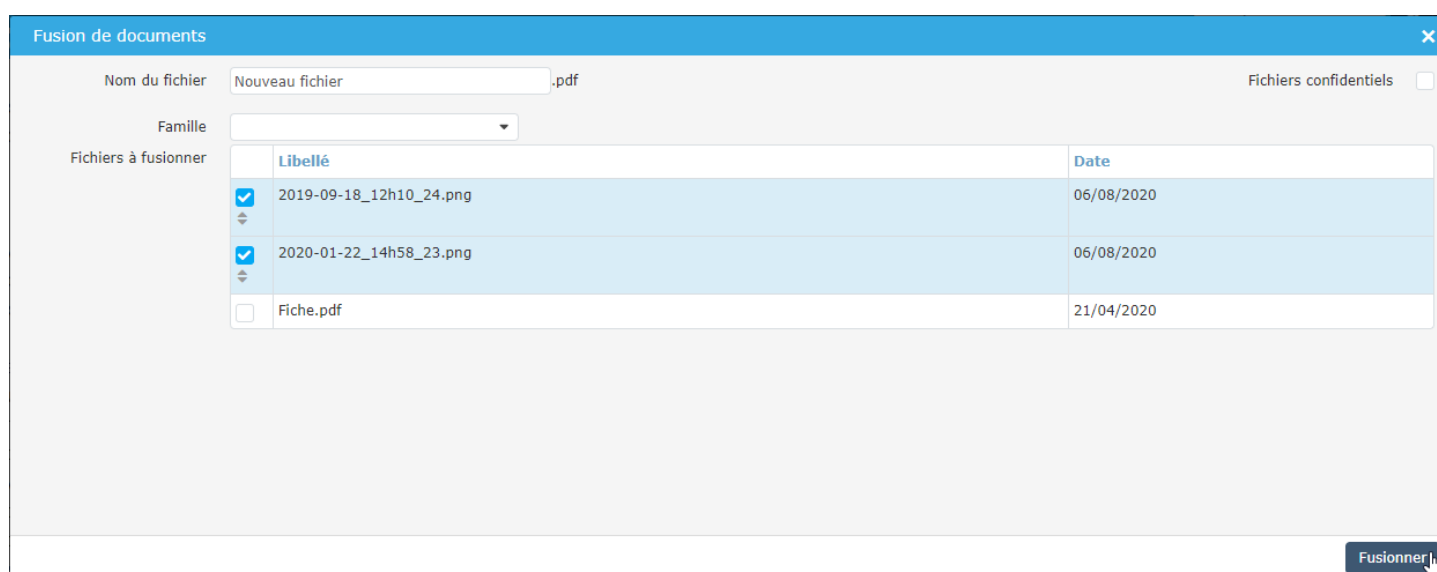 Fusion de documents
Nom du fichier Nouveau fichier .pdf Fichiers confidentiels
Famille
Fichiers à fusionner Libellé Date
2019-09-18_12h10_24.png 06/08/2020
2020-01-22_14h58_23.png 06/08/2020
Fiche.pdf 21/04/2020
Fusionner